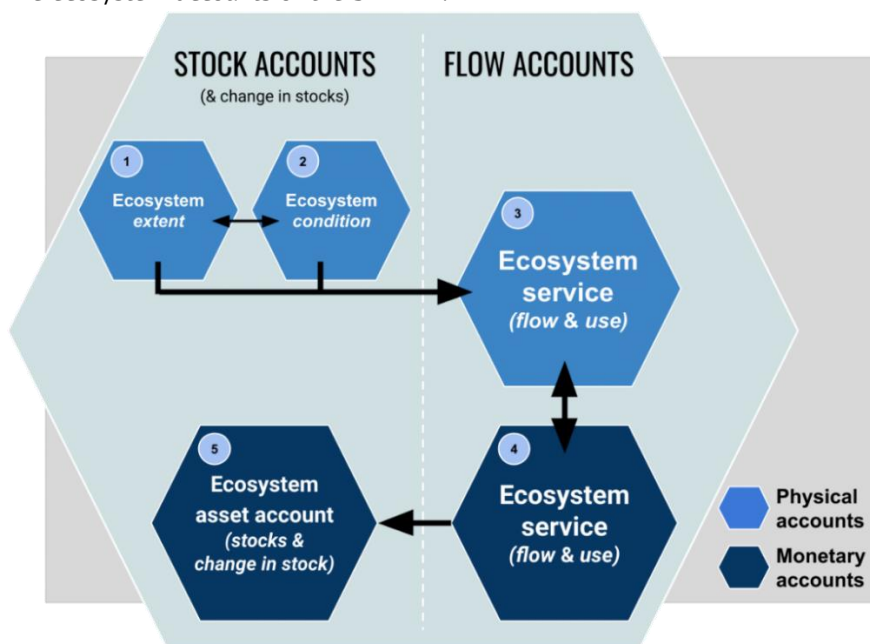 STOCK ACCOUNTS
(& change in stocks)
FLOW ACCOUNTS
1
Ecosystem
extent
2
Ecosystem
condition
3
Ecosystem
service
(flow & use)
5
Ecosystem
asset account
(stocks &
change in stock)
4
Ecosystem
service
(flow & use)
Physical
accounts
Monetary
accounts